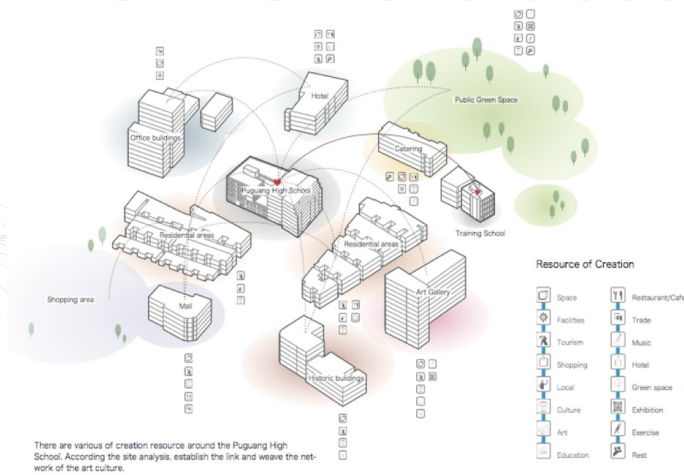 Hotel
Public Green Space
Office buildings
Catering
Puguang High School
Training School
Residential areas
Residential areas
Shopping area
Mall
Art Gallery
Historic buildings
Resource of Creation
Space
Facilities
Tourism
Shopping
Local
Culture
Art
Education
Restaurant/Cafe
Trade
Music
Hotel
Green space
Exhibition
Exercise
Rest
There are various of creation resource around the Puguang High
School. According the site analysis, establish the link and weave the net-
work of the art culture.